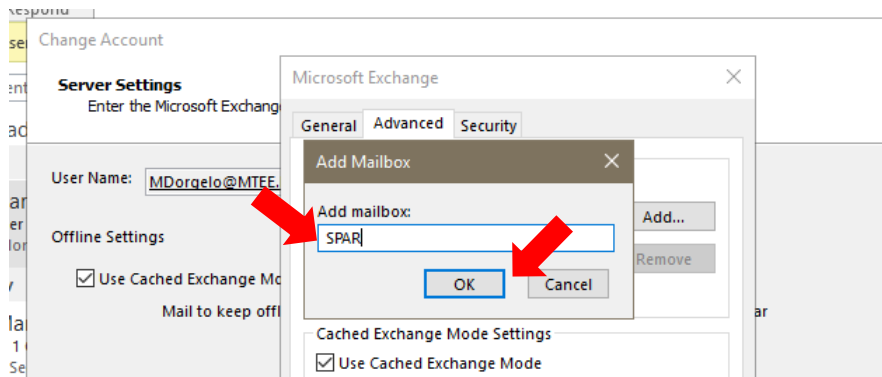 Change Account
Server Settings
Enter the Microsoft Exchang
Microsoft Exchange
General Advanced Security
Add Mailbox
User Name: MDorgelo@MTEE.
Add mailbox:
Add...
SPAR
Offline Settings
Remove
Use Cached Exchange Mo
OK Cancel
Mail to keep offl
ar
Cached Exchange Mode Settings
Use Cached Exchange Mode